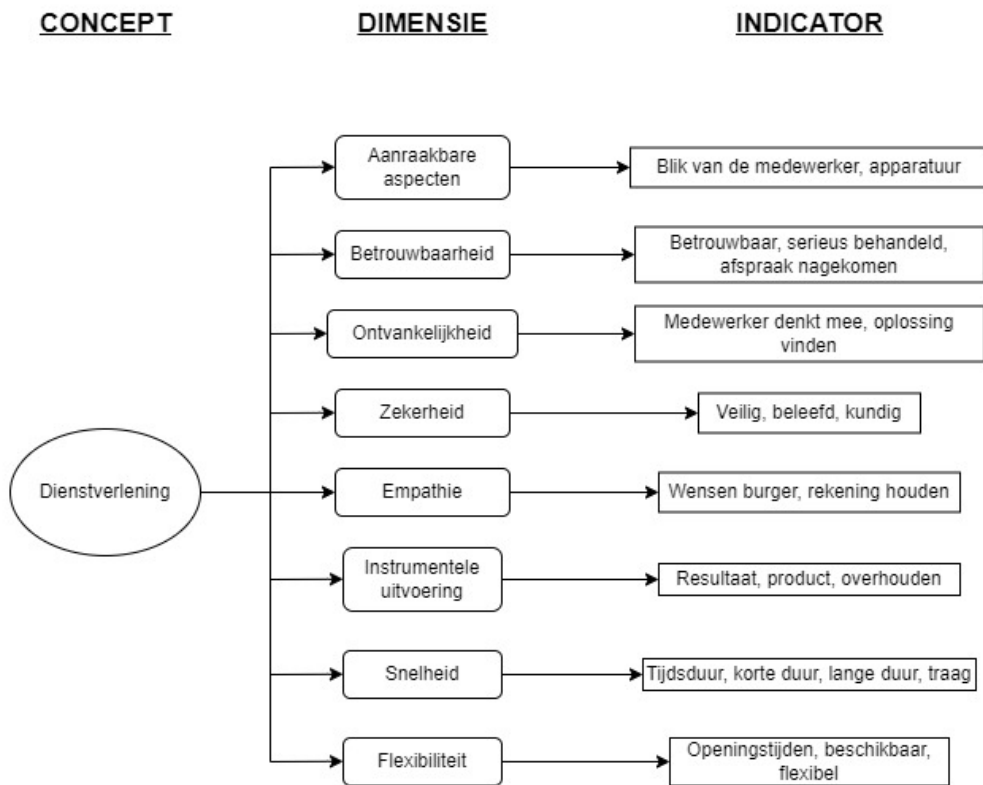 CONCEPT
DIMENSIE
INDICATOR
Aanraakbare
aspecten
Blik van de medewerker, apparatuur
Betrouwbaarheid
Betrouwbaar, serieus behandeld,
afspraak nagekomen
Ontvankelijkheid
Medewerker denkt mee, oplossing
vinden
Zekerheid
Veilig, beleefd, kundig
Dienstverlening
Empathie
Wensen burger, rekening houden
Instrumentele
uitvoering
Resultaat, product, overhouden
Snelheid
Tijdsduur, korte duur, lange duur, traag
Flexibiliteit
Openingstijden, beschikbaar,
flexibel